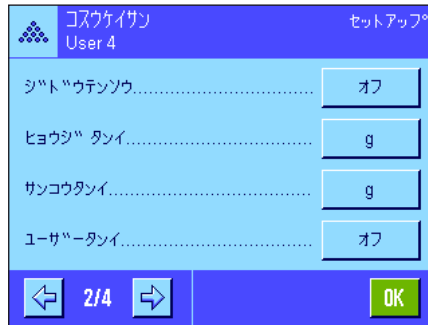 コスウケイサン セットアップ
User 4
ジドウテンソウ.................................. オフ
ヒョウジ タンイ.................................. g
サンコウタンイ.................................. g
ユーザータンイ.................................. オフ
2/4 OK